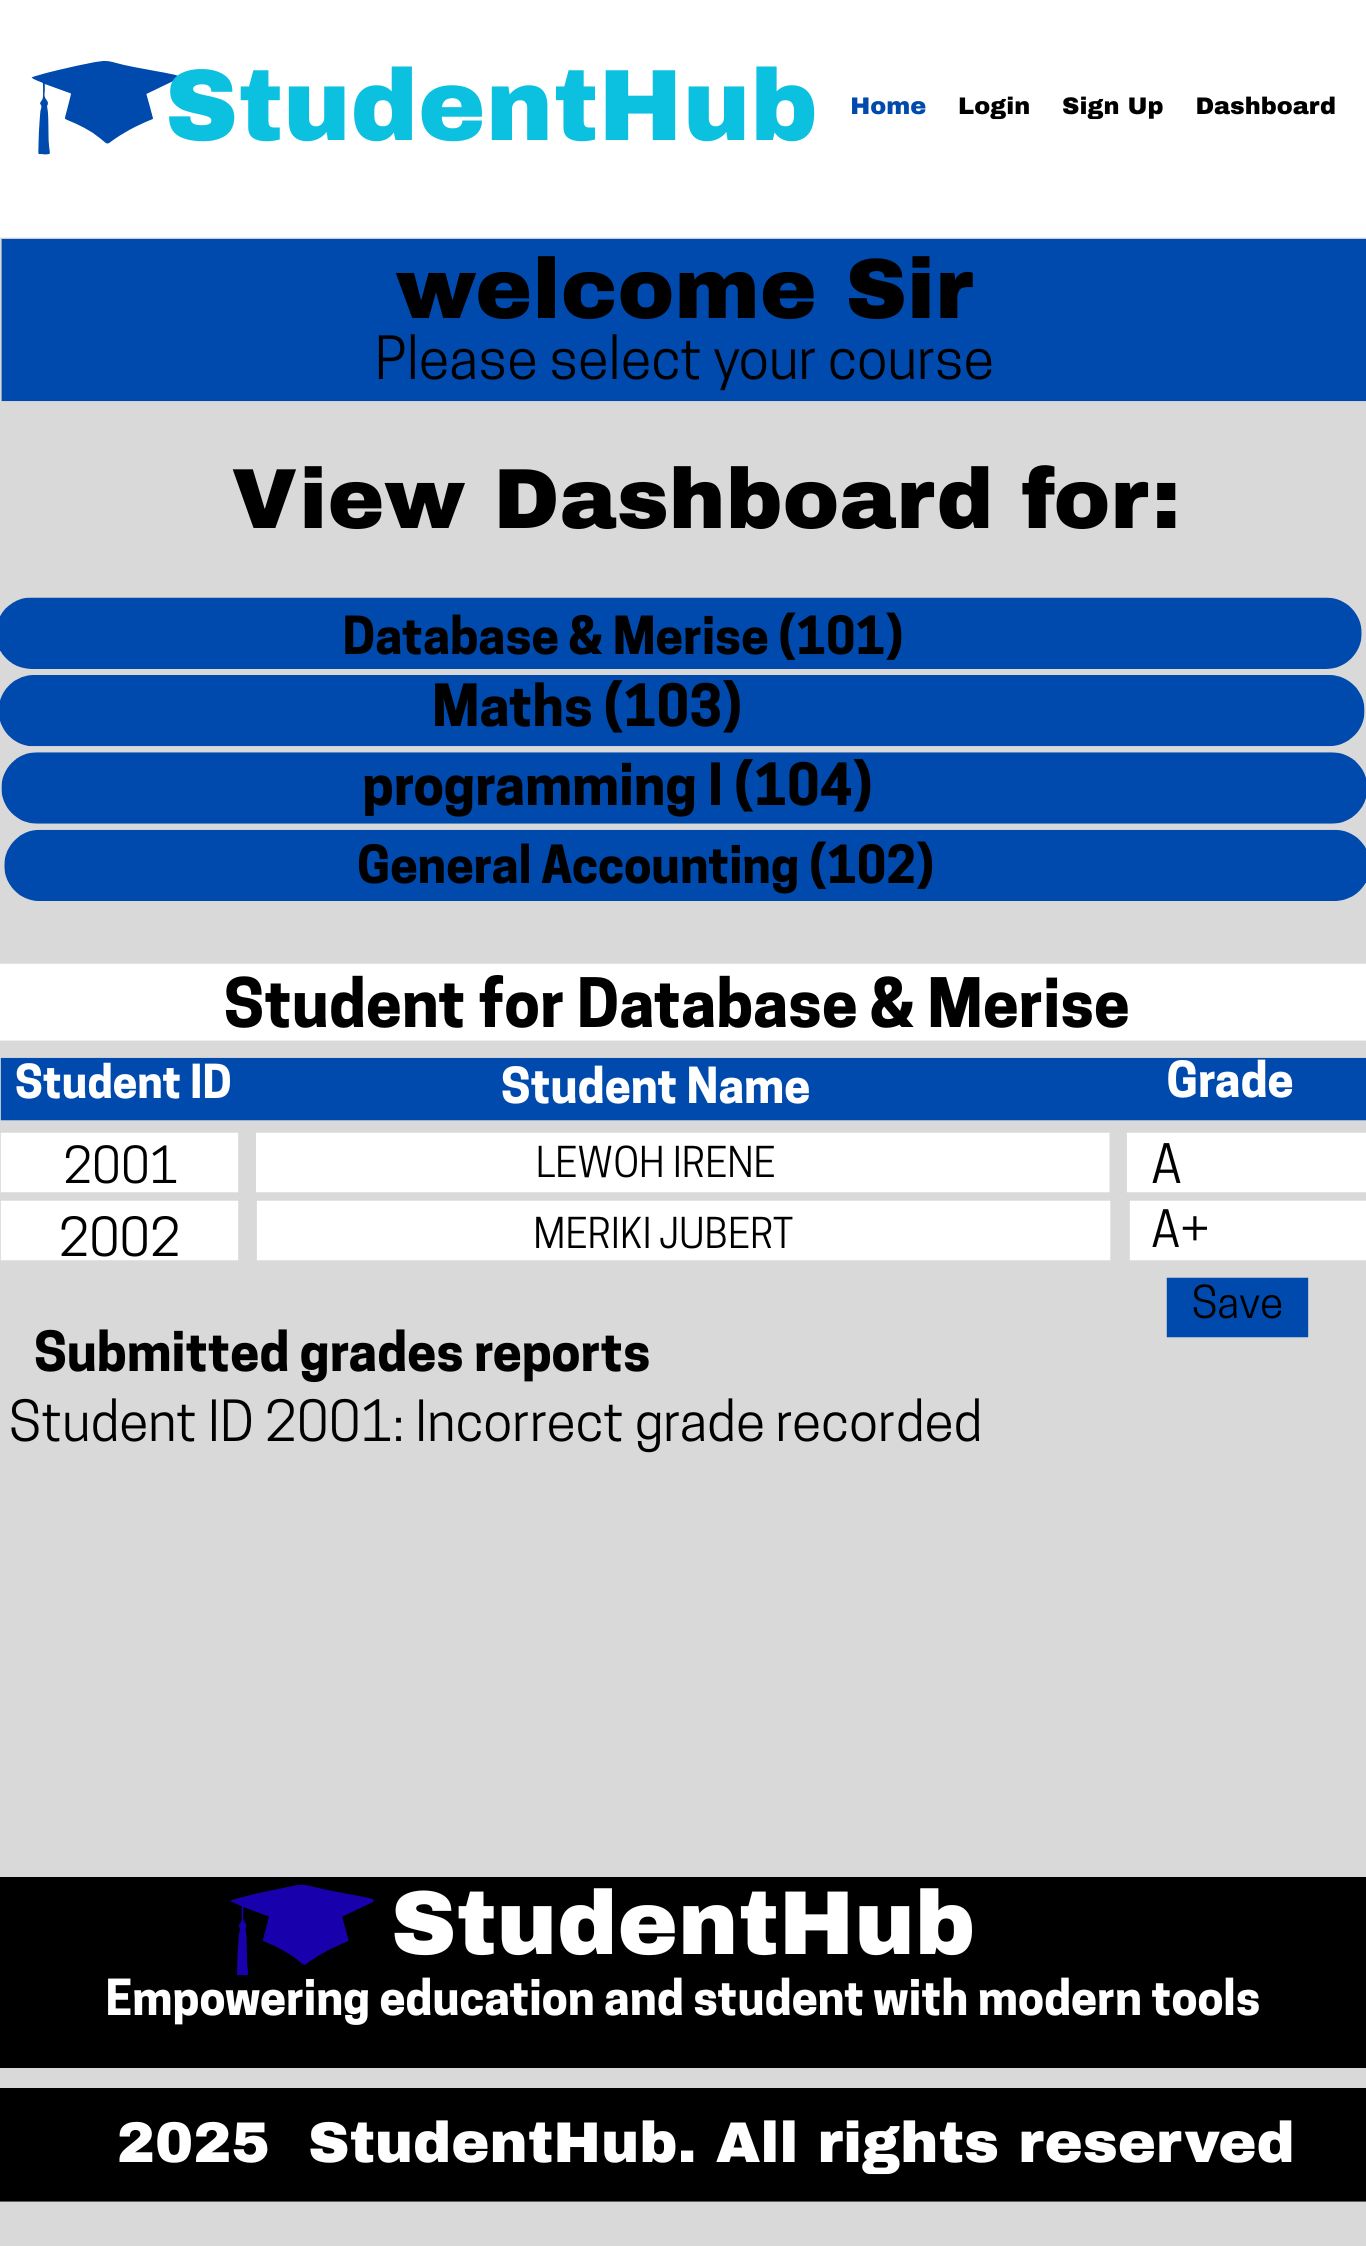 StudentHub
Home Login Sign Up Dashboard
welcome Sir
Please select your course
View Dashboard for:
Database & Merise (101)
Maths (103)
programming I (104)
General Accounting (102)
Student for Database & Merise
Student ID Student Name Grade
2001 LEWOH IRENE A
2002 MERIKI JUBERT A+
Save
Submitted grades reports
Student ID 2001: Incorrect grade recorded
StudentHub
Empowering education and student with modern tools
2025 StudentHub. All rights reserved